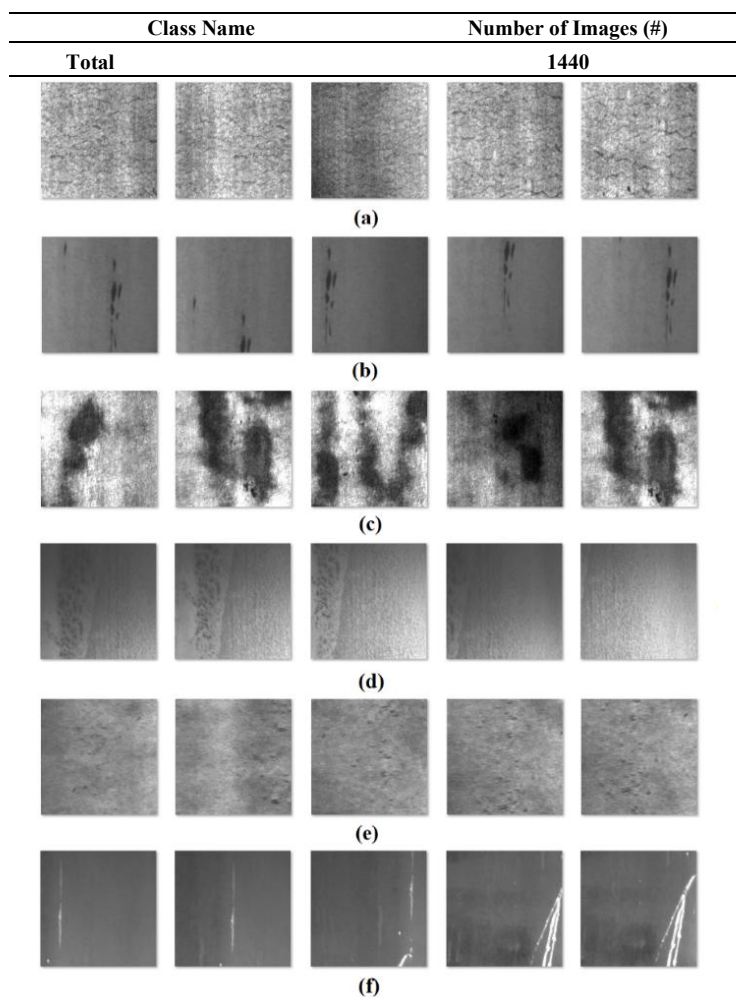 Class Name Number of Images (#)
Total 1440
(a)
(b)
(c)
(d)
(e)
(f)